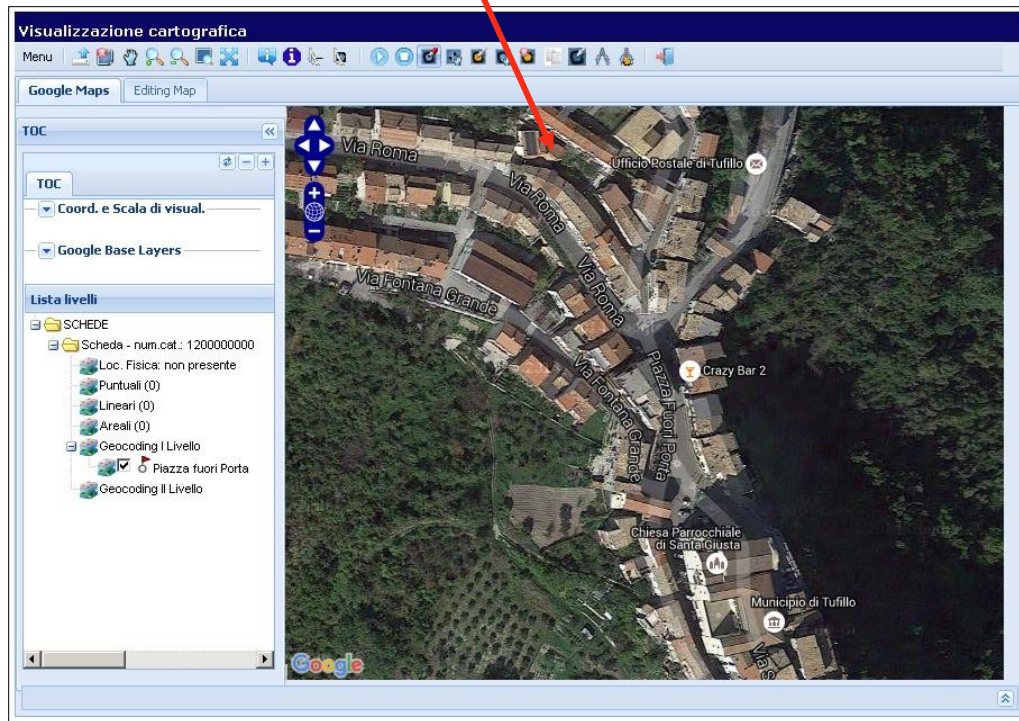 Visualizzazione cartografica
Menu
Google Maps
Editing Map
TOC
TOC
Coord. e Scala di visual.
Google Base Layers
Lista livelli
SCHEDE
Scheda - num.cat.: 1200000000
Loc. Fisica: non presente
Puntuali (0)
Lineari (0)
Areali (0)
Geocoding I Livello
Piazza fuori Porta
Geocoding II Livello
Via Roma
Ufficio Postale di Tufillo
Via Roma
Via Roma
Via Fontana Grande
Crazy Bar 2
Piazza Fuori Porta
Via Fontana Grande
Chiesa Parrocchiale
di Santa Giusta
Municipio di Tufillo
Via S
Google